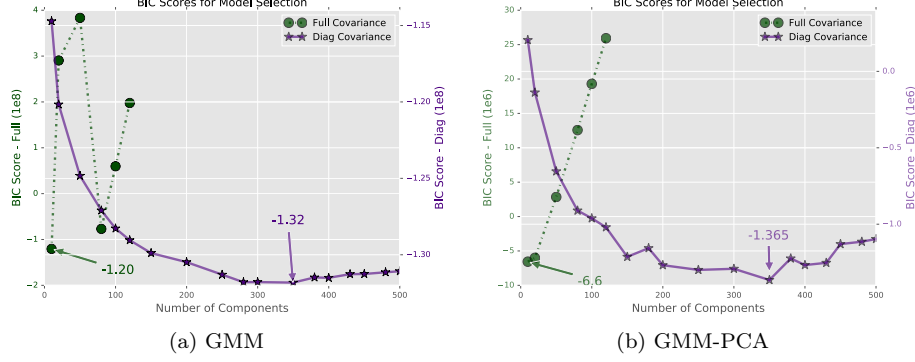 BIC Scores for Model Selection
Full Covariance
Diag Covariance
4
3
2
1
0
−1
−2
BIC Score - Full (1e8)
−1.15
−1.20
−1.25
−1.30
BIC Score - Diag (1e8)
-1.32
-1.20
0
100
200
300
400
500
Number of Components
(a) GMM
BIC Scores for Model Selection
Full Covariance
Diag Covariance
30
25
20
15
10
5
0
−5
−10
BIC Score - Full (1e6)
0.0
−0.5
−1.0
BIC Score - Diag (1e6)
-1.365
-6.6
0
100
200
300
400
500
Number of Components
(b) GMM-PCA